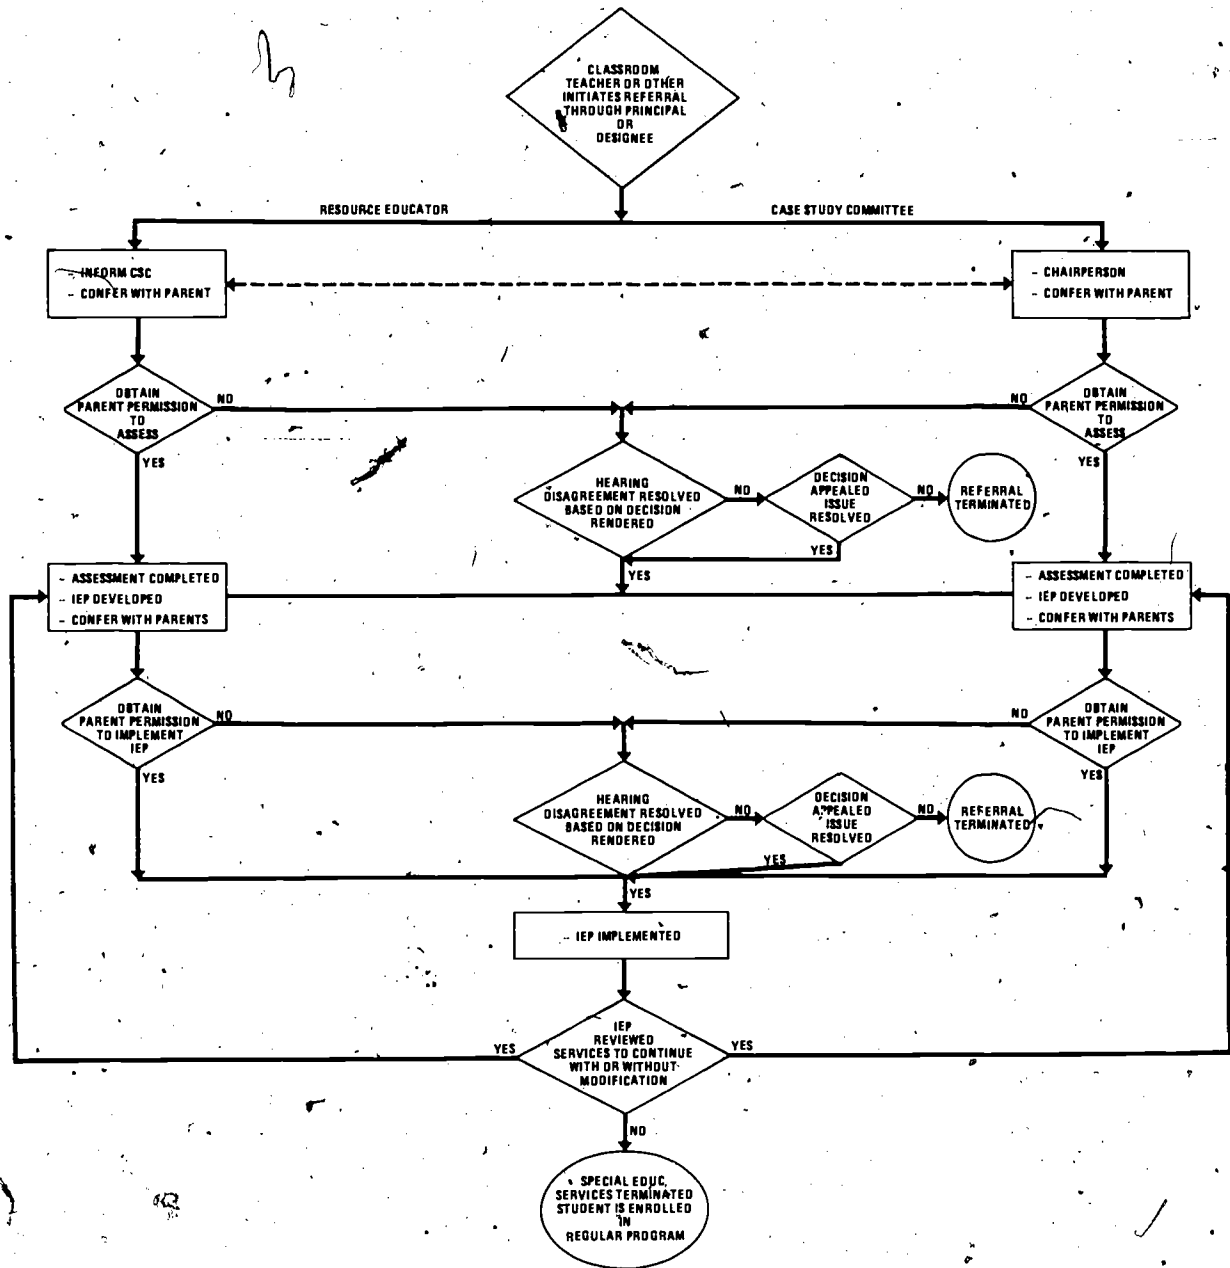 CLASSROOM
TEACHER OR OTHER
INITIATES REFERRAL
THROUGH PRINCIPAL
OR
DESIGNEE
RESOURCE EDUCATOR
CASE STUDY COMMITTEE
- INFORM CSC
- CONFER WITH PARENT
- CHAIRPERSON
- CONFER WITH PARENT
OBTAIN
PARENT PERMISSION
TO
ASSESS
NO
NO
OBTAIN
PARENT PERMISSION
TO
ASSESS
YES
YES
HEARING
DISAGREEMENT RESOLVED
BASED ON DECISION
RENDERED
NO
DECISION
APPEALED
ISSUE
RESOLVED
NO
REFERRAL
TERMINATED
YES
YES
- ASSESSMENT COMPLETED
- IEP DEVELOPED
- CONFER WITH PARENTS
- ASSESSMENT COMPLETED
- IEP DEVELOPED
- CONFER WITH PARENTS
OBTAIN
PARENT PERMISSION
TO IMPLEMENT
IEP
NO
NO
OBTAIN
PARENT PERMISSION
TO IMPLEMENT
IEP
YES
YES
HEARING
DISAGREEMENT RESOLVED
BASED ON DECISION
RENDERED
NO
DECISION
APPEALED
ISSUE
RESOLVED
NO
REFERRAL
TERMINATED
YES
YES
- IEP IMPLEMENTED
IEP
REVIEWED
SERVICES TO CONTINUE
WITH OR WITHOUT
MODIFICATION
YES
YES
NO
SPECIAL EDUC.
SERVICES TERMINATED
STUDENT IS ENROLLED
IN
REGULAR PROGRAM